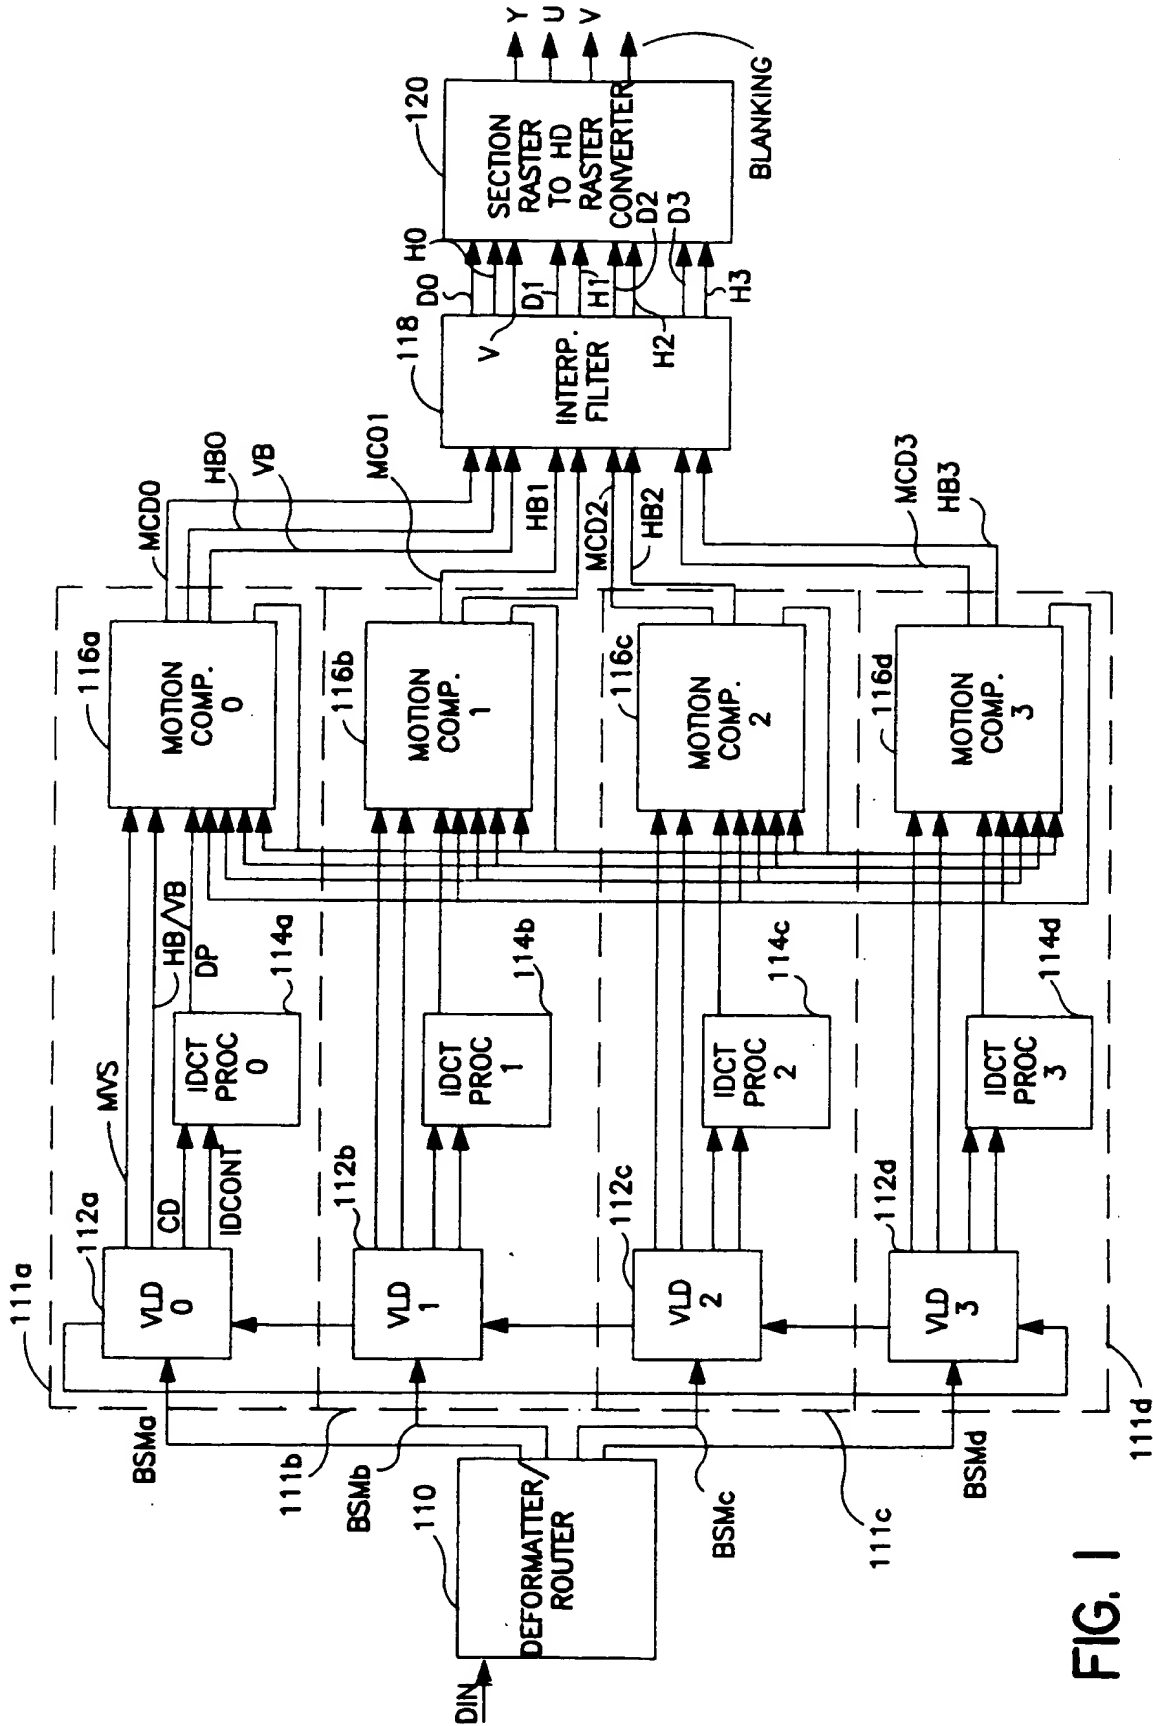 DIN
110
DEFORMATTER/
ROUTER
BSMa
BSMb
BSMc
BSMd
111a
111b
111c
111d
112a
VLD
0
MVS
HB/VB
CD
IDCONT
DP
IDCT
PROC
0
114a
116a
MOTION
COMP.
0
112b
VLD
1
IDCT
PROC
1
114b
116b
MOTION
COMP.
1
112c
VLD
2
IDCT
PROC
2
114c
116c
MOTION
COMP.
2
112d
VLD
3
IDCT
PROC
3
114d
116d
MOTION
COMP.
3
MCD0
HB0
VB
MC01
HB1
MCD2
HB2
MCD3
HB3
118
INTERP.
FILTER
D0
H0
V
D1
H1
D2
H2
D3
H3
120
SECTION
RASTER
TO HD
RASTER
CONVERTER
Y
U
V
BLANKING
FIG. 1